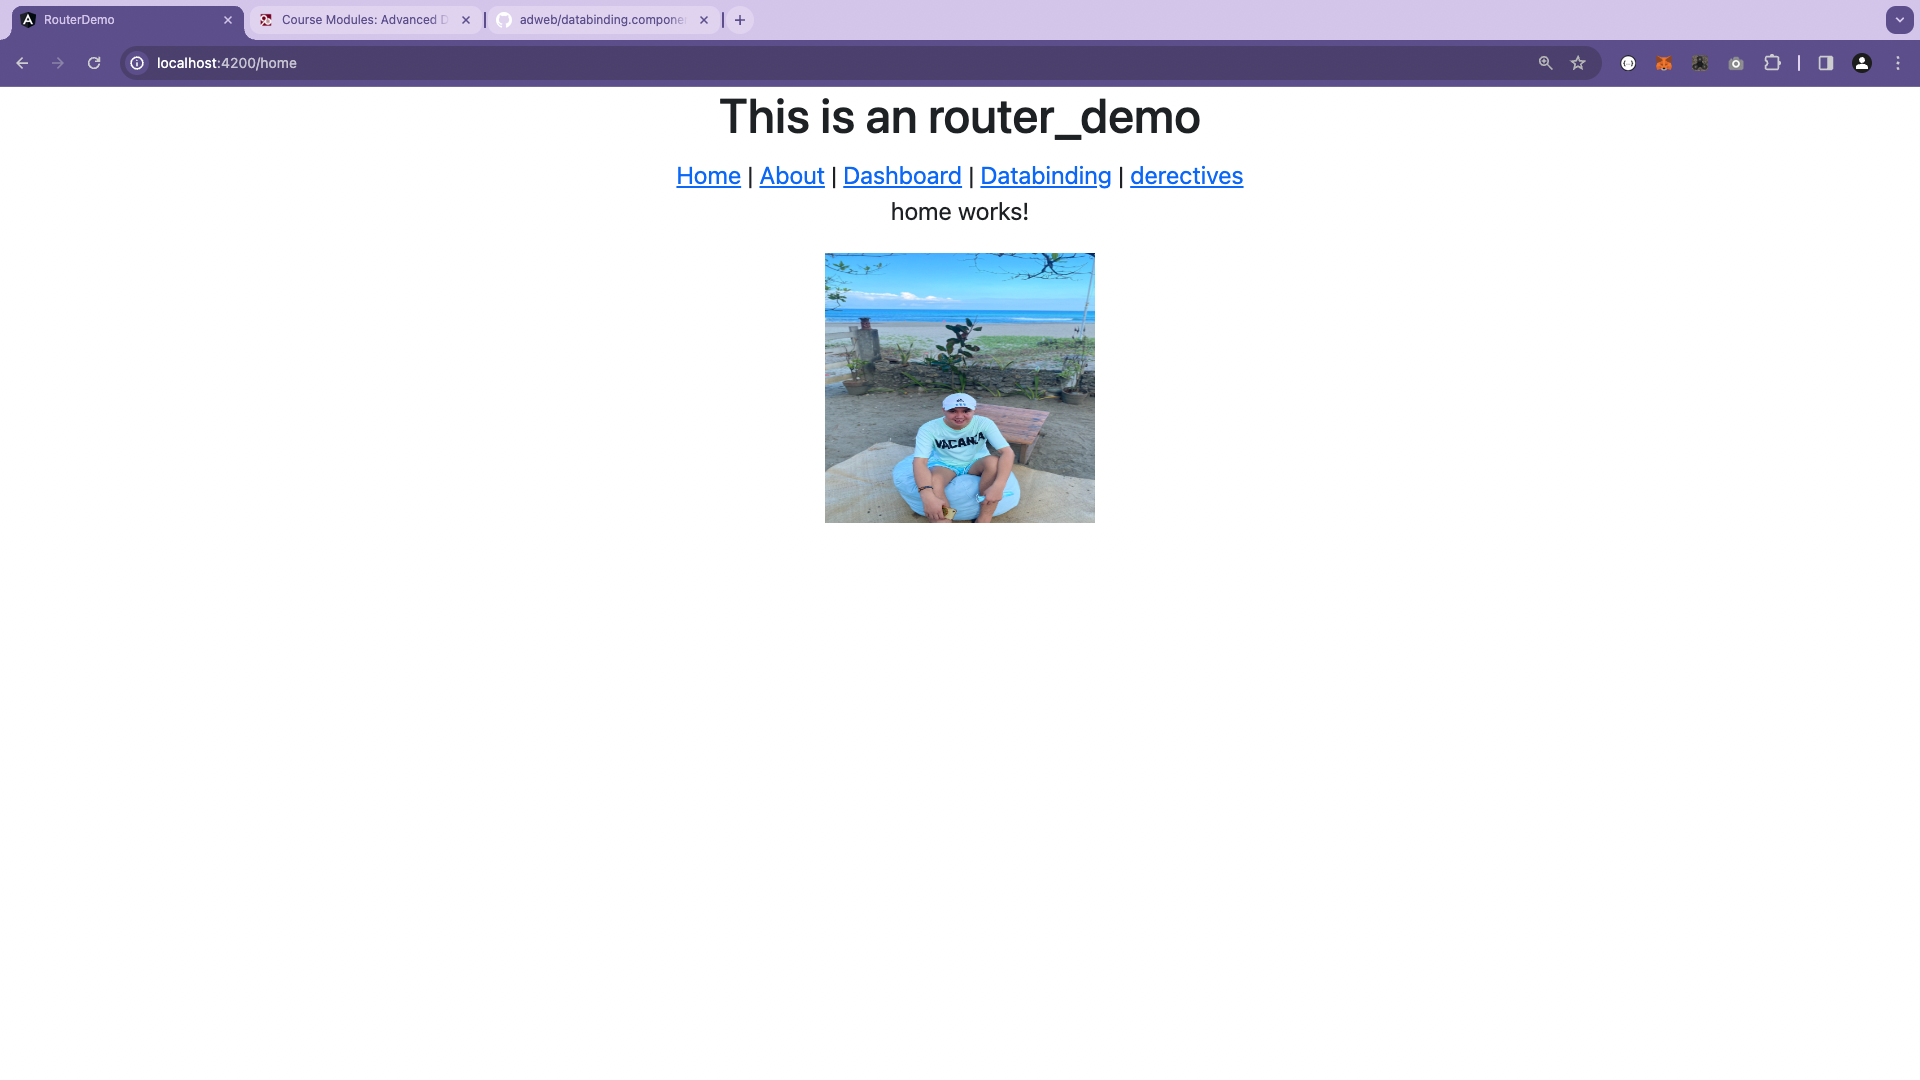 RouterDemo
Course Modules: Advanced D
adweb/databinding.compone
localhost:4200/home
This is an router_demo
Home | About | Dashboard | Databinding | derectives
home works!